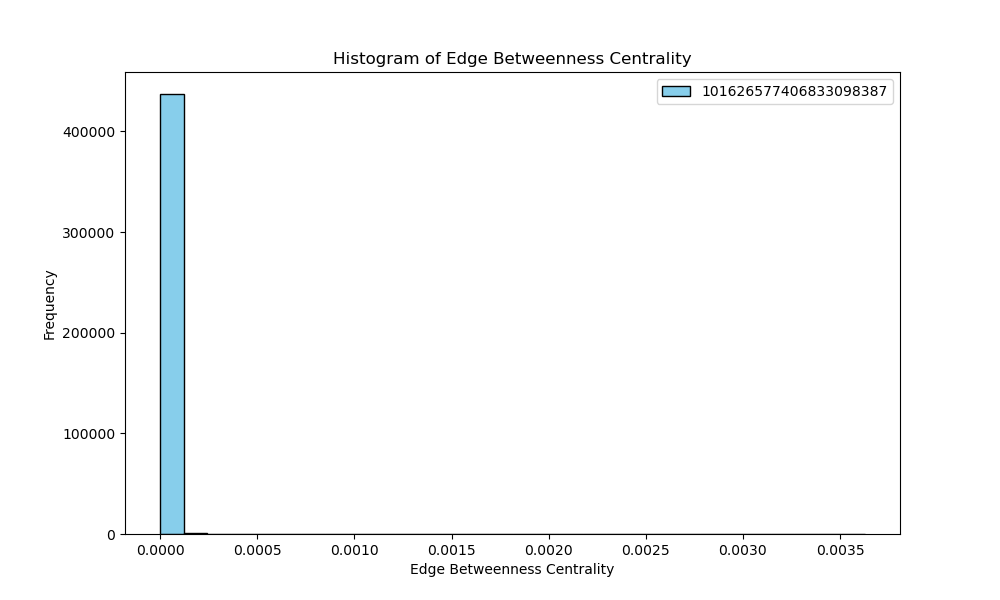 Histogram of Edge Betweenness Centrality
101626577406833098387
400000
300000
200000
100000
0
Frequency
0.0000 0.0005 0.0010 0.0015 0.0020 0.0025 0.0030 0.0035
Edge Betweenness Centrality